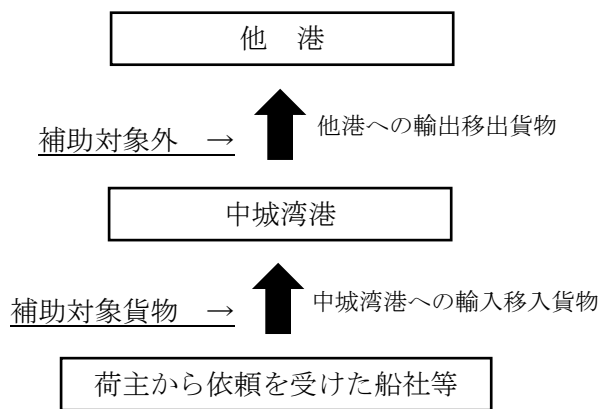 他　港
補助対象外　→
他港への輸出移出貨物
中城湾港
補助対象貨物　→
中城湾港への輸入移入貨物
荷主から依頼を受けた船社等